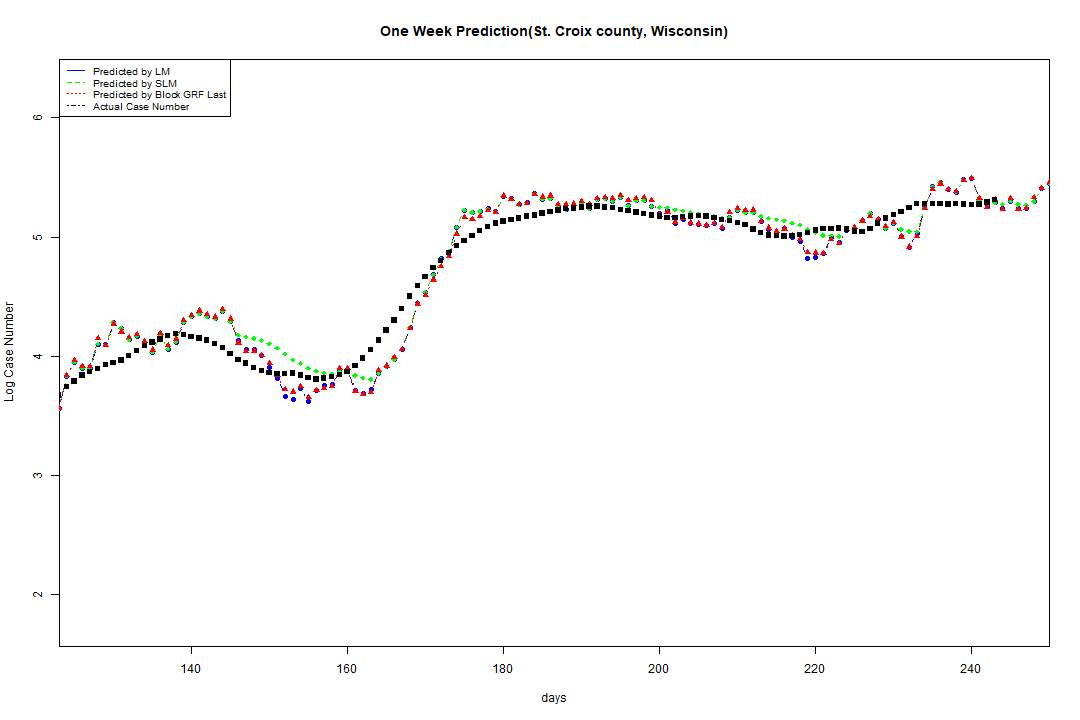 One Week Prediction(St. Croix county, Wisconsin)
Predicted by LM
Predicted by SLM
Predicted by Block GRF Last
Actual Case Number
6
5
4
3
2
Log Case Number
140 160 180 200 220 240
days